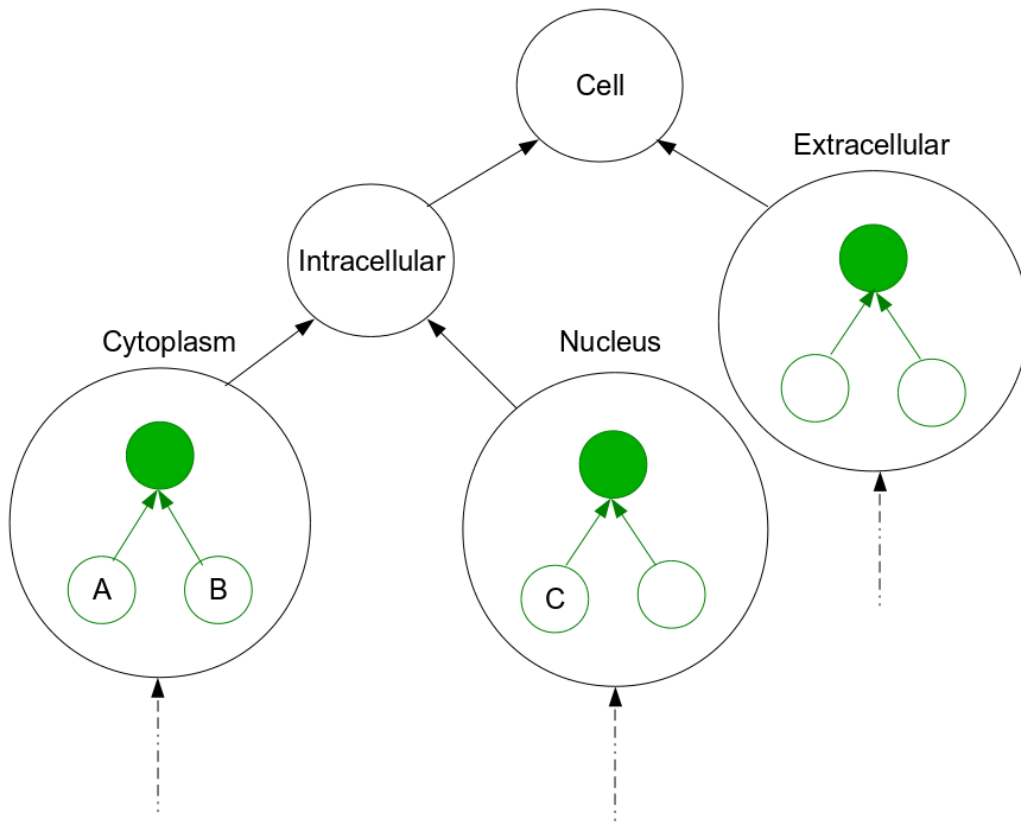 Cell
Extracellular
Intracellular
Cytoplasm
Nucleus
A
B
C